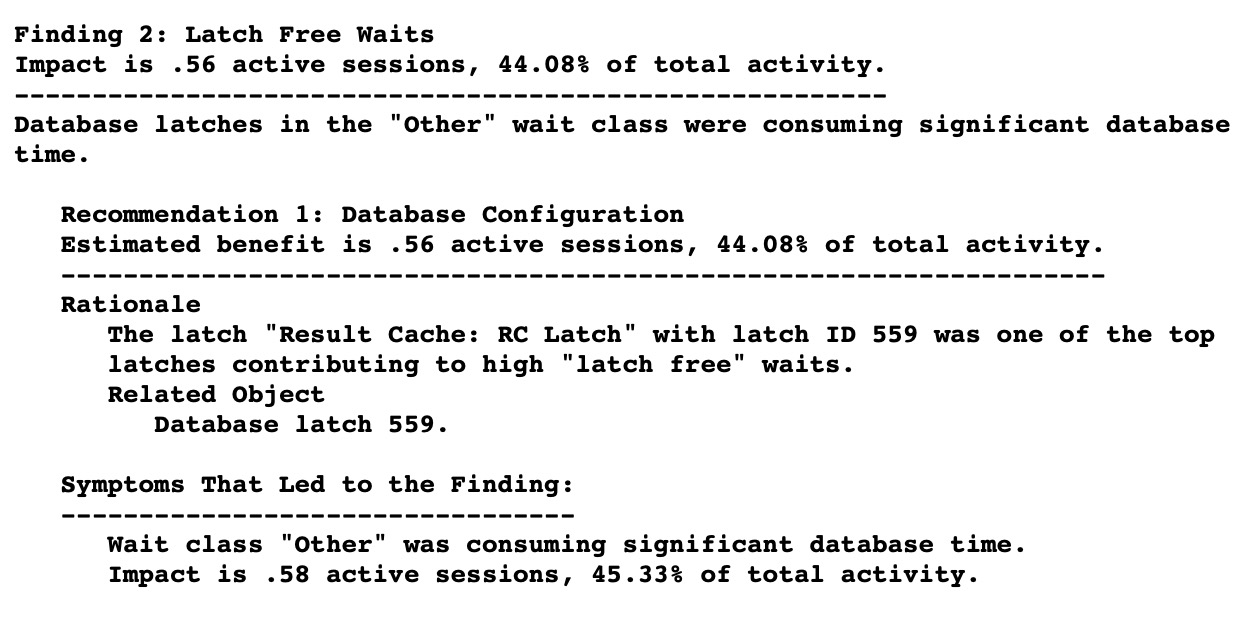 Finding 2: Latch Free Waits
Impact is .56 active sessions, 44.08% of total activity.
--------------------------------------------------------
Database latches in the "Other" wait class were consuming significant database
time.

   Recommendation 1: Database Configuration
   Estimated benefit is .56 active sessions, 44.08% of total activity.
   -------------------------------------------------------------------
   Rationale
      The latch "Result Cache: RC Latch" with latch ID 559 was one of the top
      latches contributing to high "latch free" waits.
      Related Object
         Database latch 559.

   Symptoms That Led to the Finding:
   ---------------------------------
      Wait class "Other" was consuming significant database time.
      Impact is .58 active sessions, 45.33% of total activity.